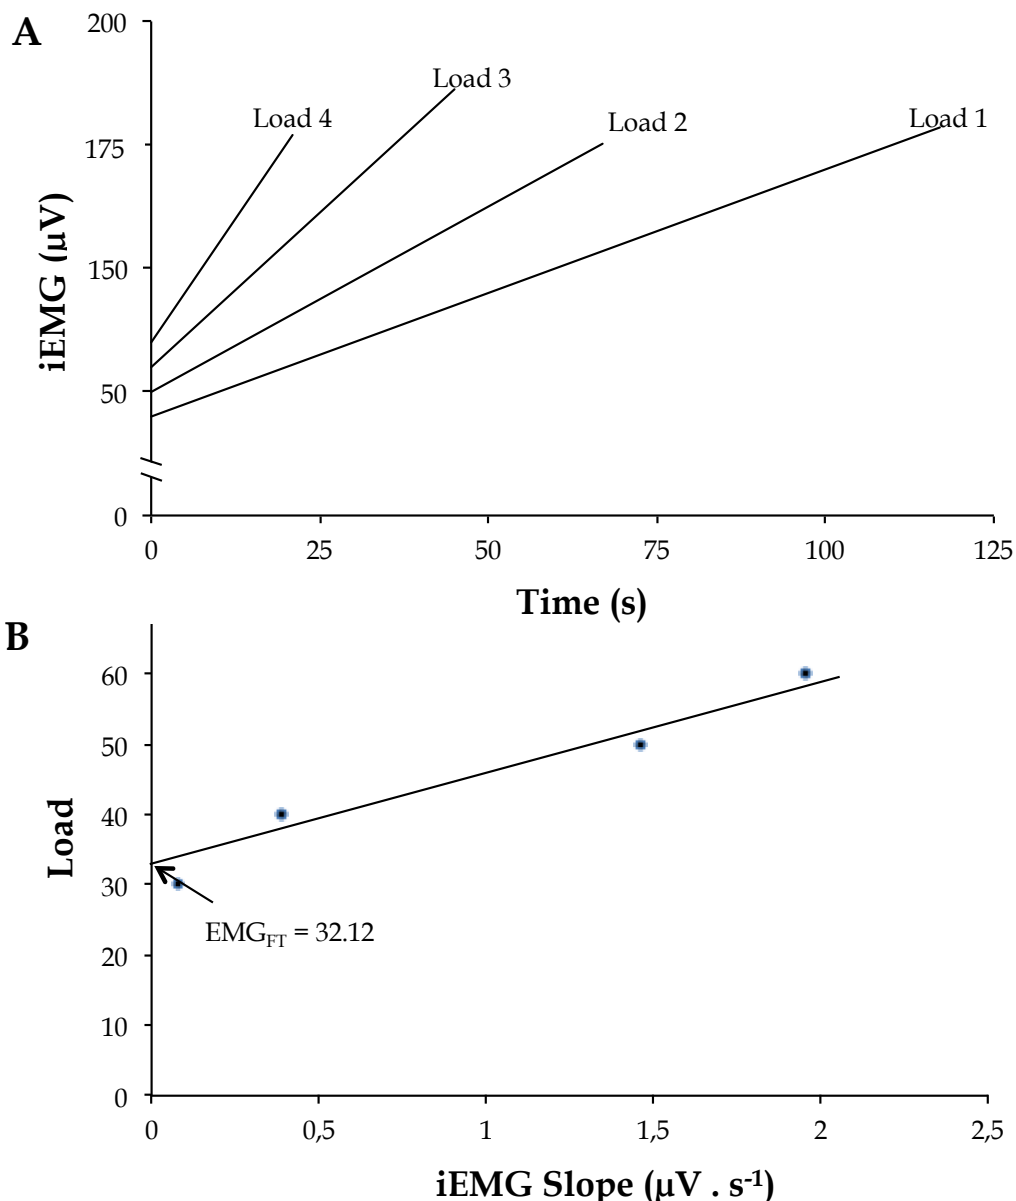 A
200
175
150
50
0
iEMG (µV)
Load 4
Load 3
Load 2
Load 1
0 25 50 75 100 125
Time (s)
B
60
50
40
30
20
10
0
Load
EMG_FT = 32.12
0 0,5 1 1,5 2 2,5
iEMG Slope (µV . s⁻¹)